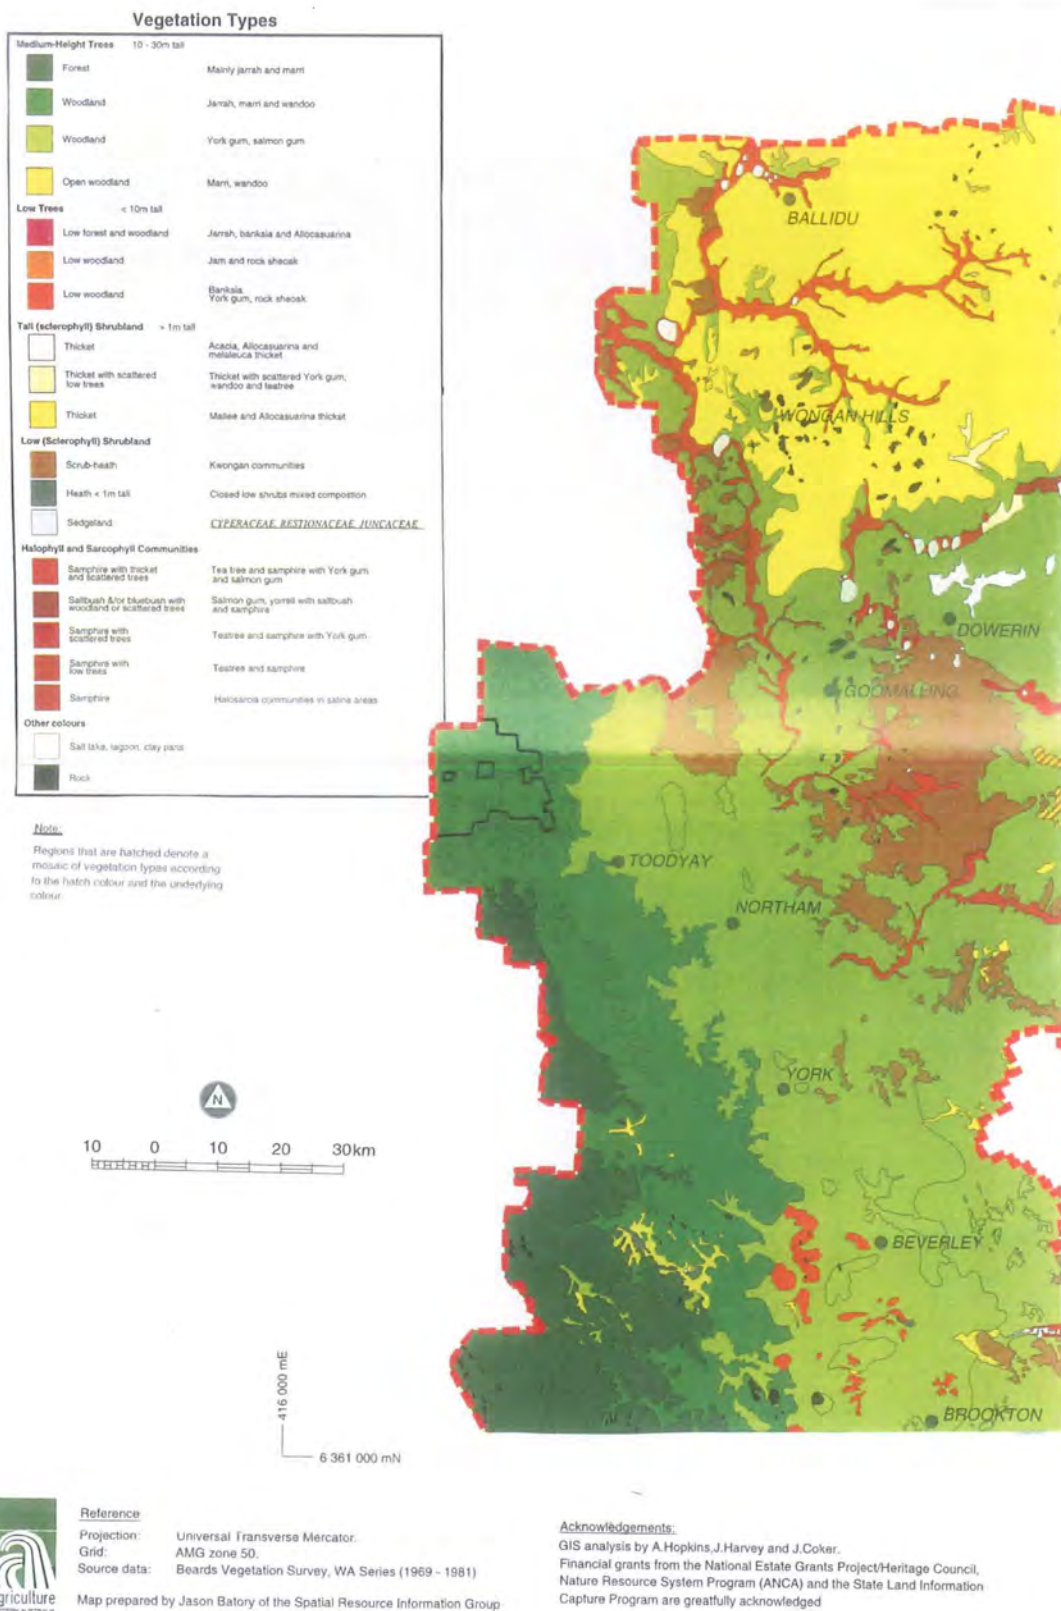 Vegetation Types
Medium-Height Trees 10 - 30m tall
Forest Mainly jarrah and marri
Woodland Jarrah, marri and wandoo
Woodland York gum, salmon gum
Open woodland Marri, wandoo
Low Trees < 10m tall
Low forest and woodland Jarrah, banksia and Allocasuarina
Low woodland Jam and rock sheoak
Low woodland Banksia.
York gum, rock sheoak.
Tall (sclerophyll) Shrubland > 1m tall
Thicket Acacia, Allocasuarina and
melaleuca thicket
Thicket with scattered Thicket with scattered York gum,
low trees wandoo and teatree
Thicket Mallee and Allocasuarina thicket
Low (Sclerophyll) Shrubland
Scrub-heath Kwongan communities
Heath < 1m tall Closed low shrubs mixed compostion
Sedgeland CYPERACEAE, RESTIONACEAE, JUNCACEAE
Halophyll and Sarcophyll Communities
Samphire with thicket Tea tree and samphire with York gum
and scattered trees and salmon gum
Saltbush &/or bluebush with Salmon gum, yorrell with saltbush
woodland or scattered trees and samphire
Samphire with
scattered trees Teatree and samphire with York gum
Samphire with
low trees Teatree and samphire
Samphire Halosarcia communities in saline areas
Other colours
Salt lake, lagoon, clay pans
Rock
Note:
Regions that are hatched denote a
mosaic of vegetation types according
to the hatch colour and the underlying
colour.
BALLIDU
WONGAN HILLS
DOWERIN
GOOMALLING
TOODYAY
NORTHAM
YORK
BEVERLEY
BROOKTON
N
10 0 10 20 30km
416 000 mE
6 361 000 mN
Reference
Projection: Universal Transverse Mercator.
Grid: AMG zone 50.
Source data: Beards Vegetation Survey, WA Series (1969 - 1981)
Map prepared by Jason Batory of the Spatial Resource Information Group
griculture
Acknowledgements:
GIS analysis by A.Hopkins,J.Harvey and J.Coker.
Financial grants from the National Estate Grants Project/Heritage Council,
Nature Resource System Program (ANCA) and the State Land Information
Capture Program are greatfully acknowledged